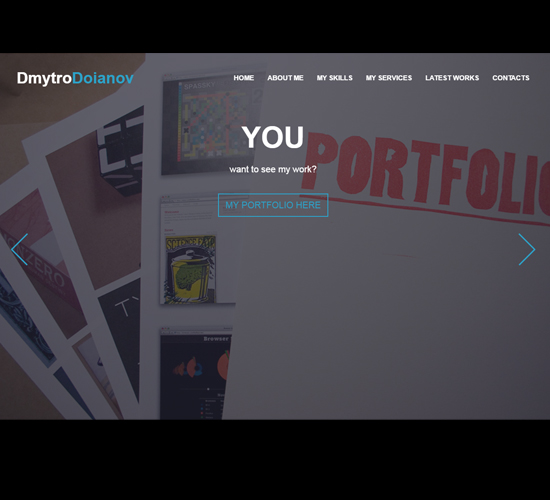 DmytroDoianov
HOME ABOUT ME MY SKILLS MY SERVICES LATEST WORKS CONTACTS
SPASSKY
YOU
PORTFOLIO
want to see my work?
MY PORTFOLIO HERE